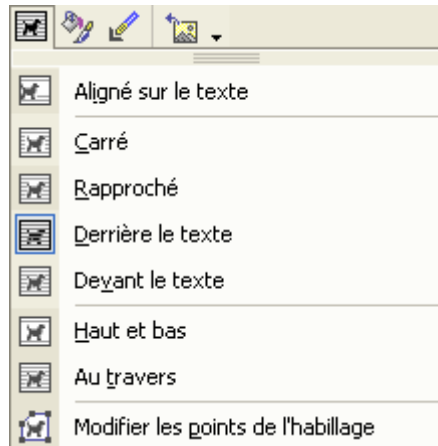 Aligné sur le texte
Carré
Rapproché
Derrière le texte
Devant le texte
Haut et bas
Au travers
Modifier les points de l'habillage